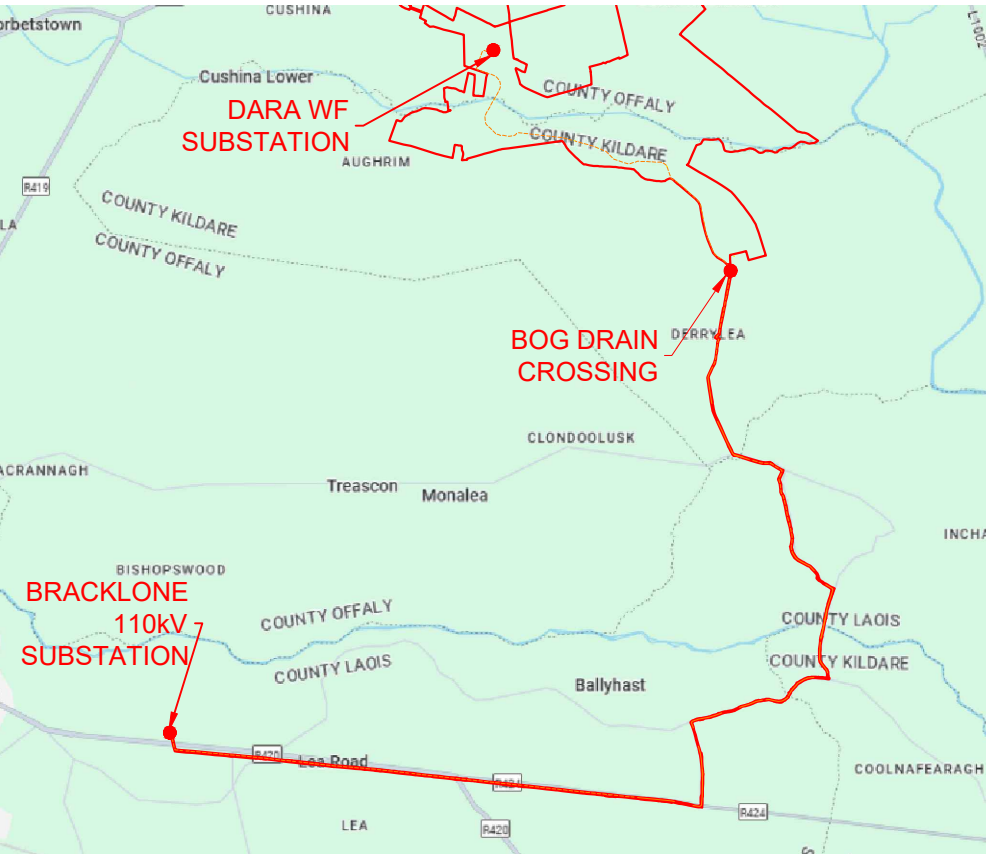 CUSHINA
orbetstown
L1002
Cushina Lower
COUNTY OFFALY
DARA WF
SUBSTATION
COUNTY KILDARE
AUGHRIM
R419
LA
COUNTY KILDARE
COUNTY OFFALY
BOG DRAIN
CROSSING
DERRYLEA
CLONDOOLUSK
ACRANNAGH
Treascon
Monalea
INCHA
BISHOPSWOOD
BRACKLONE
110kV
SUBSTATION
COUNTY OFFALY
COUNTY LAOIS
COUNTY LAOIS
COUNTY KILDARE
Ballyhast
R420
Lea Road
COOLNAFEARAGH
R424
R424
LEA
R420